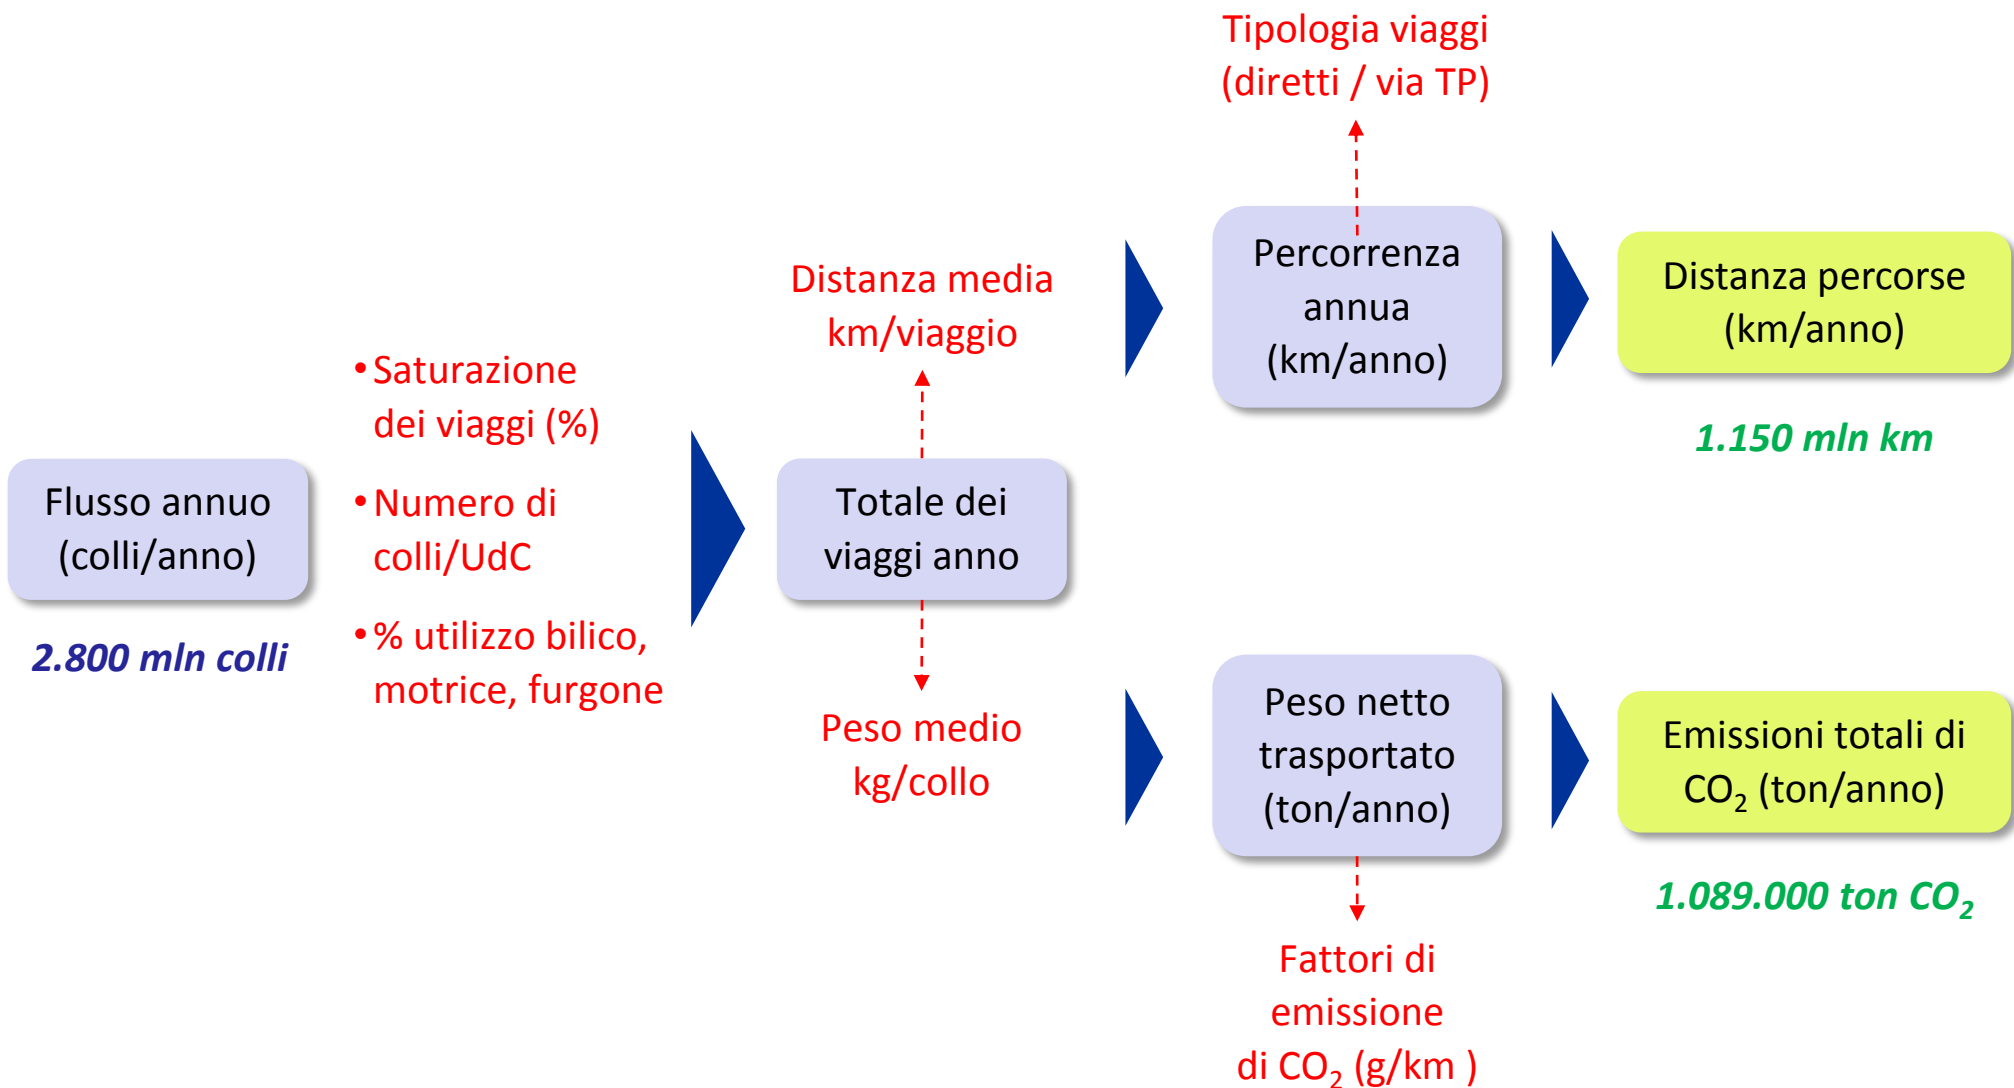 Tipologia viaggi
(diretti / via TP)
Distanza media
km/viaggio
Percorrenza
annua
(km/anno)
Distanza percorse
(km/anno)
1.150 mln km
• Saturazione
dei viaggi (%)
• Numero di
colli/UdC
• % utilizzo bilico,
motrice, furgone
Flusso annuo
(colli/anno)
2.800 mln colli
Totale dei
viaggi anno
Peso medio
kg/collo
Peso netto
trasportato
(ton/anno)
Emissioni totali di
CO₂ (ton/anno)
1.089.000 ton CO₂
Fattori di
emissione
di CO₂ (g/km )